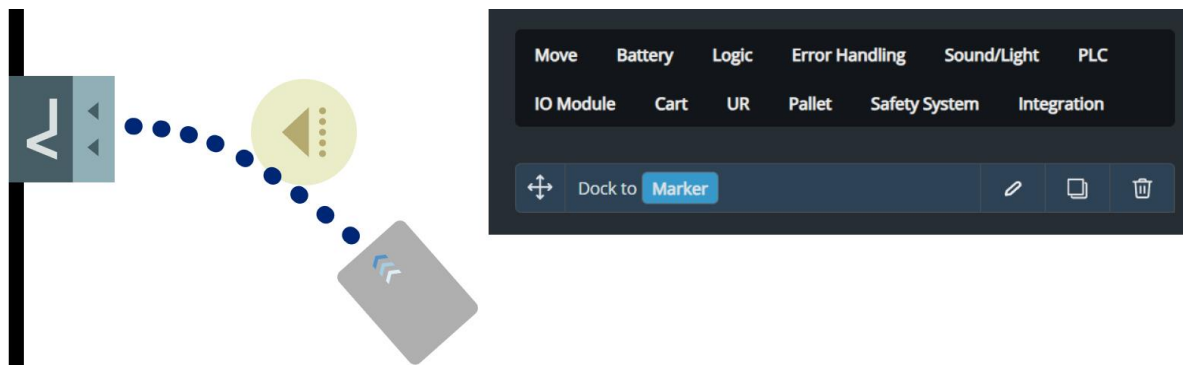 Move Battery Logic Error Handling Sound/Light PLC
IO Module Cart UR Pallet Safety System Integration
Dock to Marker